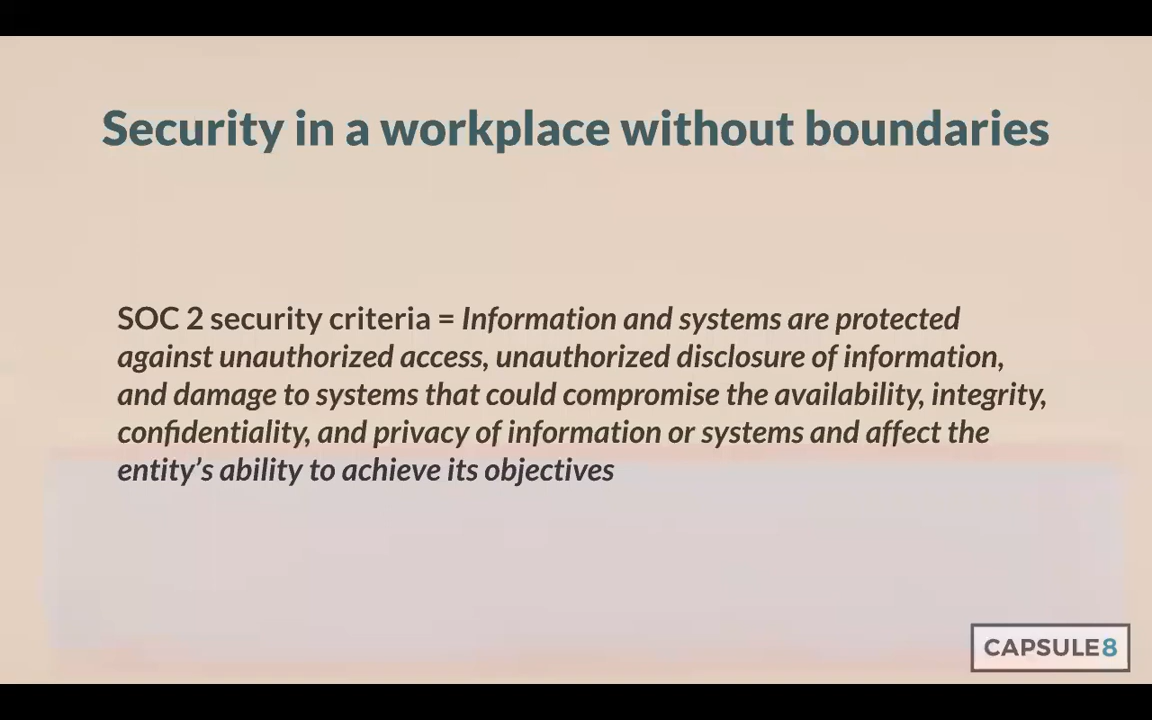 Security in a workplace without boundaries
SOC 2 security criteria = Information and systems are protected
against unauthorized access, unauthorized disclosure of information,
and damage to systems that could compromise the availability, integrity,
confidentiality, and privacy of information or systems and affect the
entity’s ability to achieve its objectives
CAPSULE8